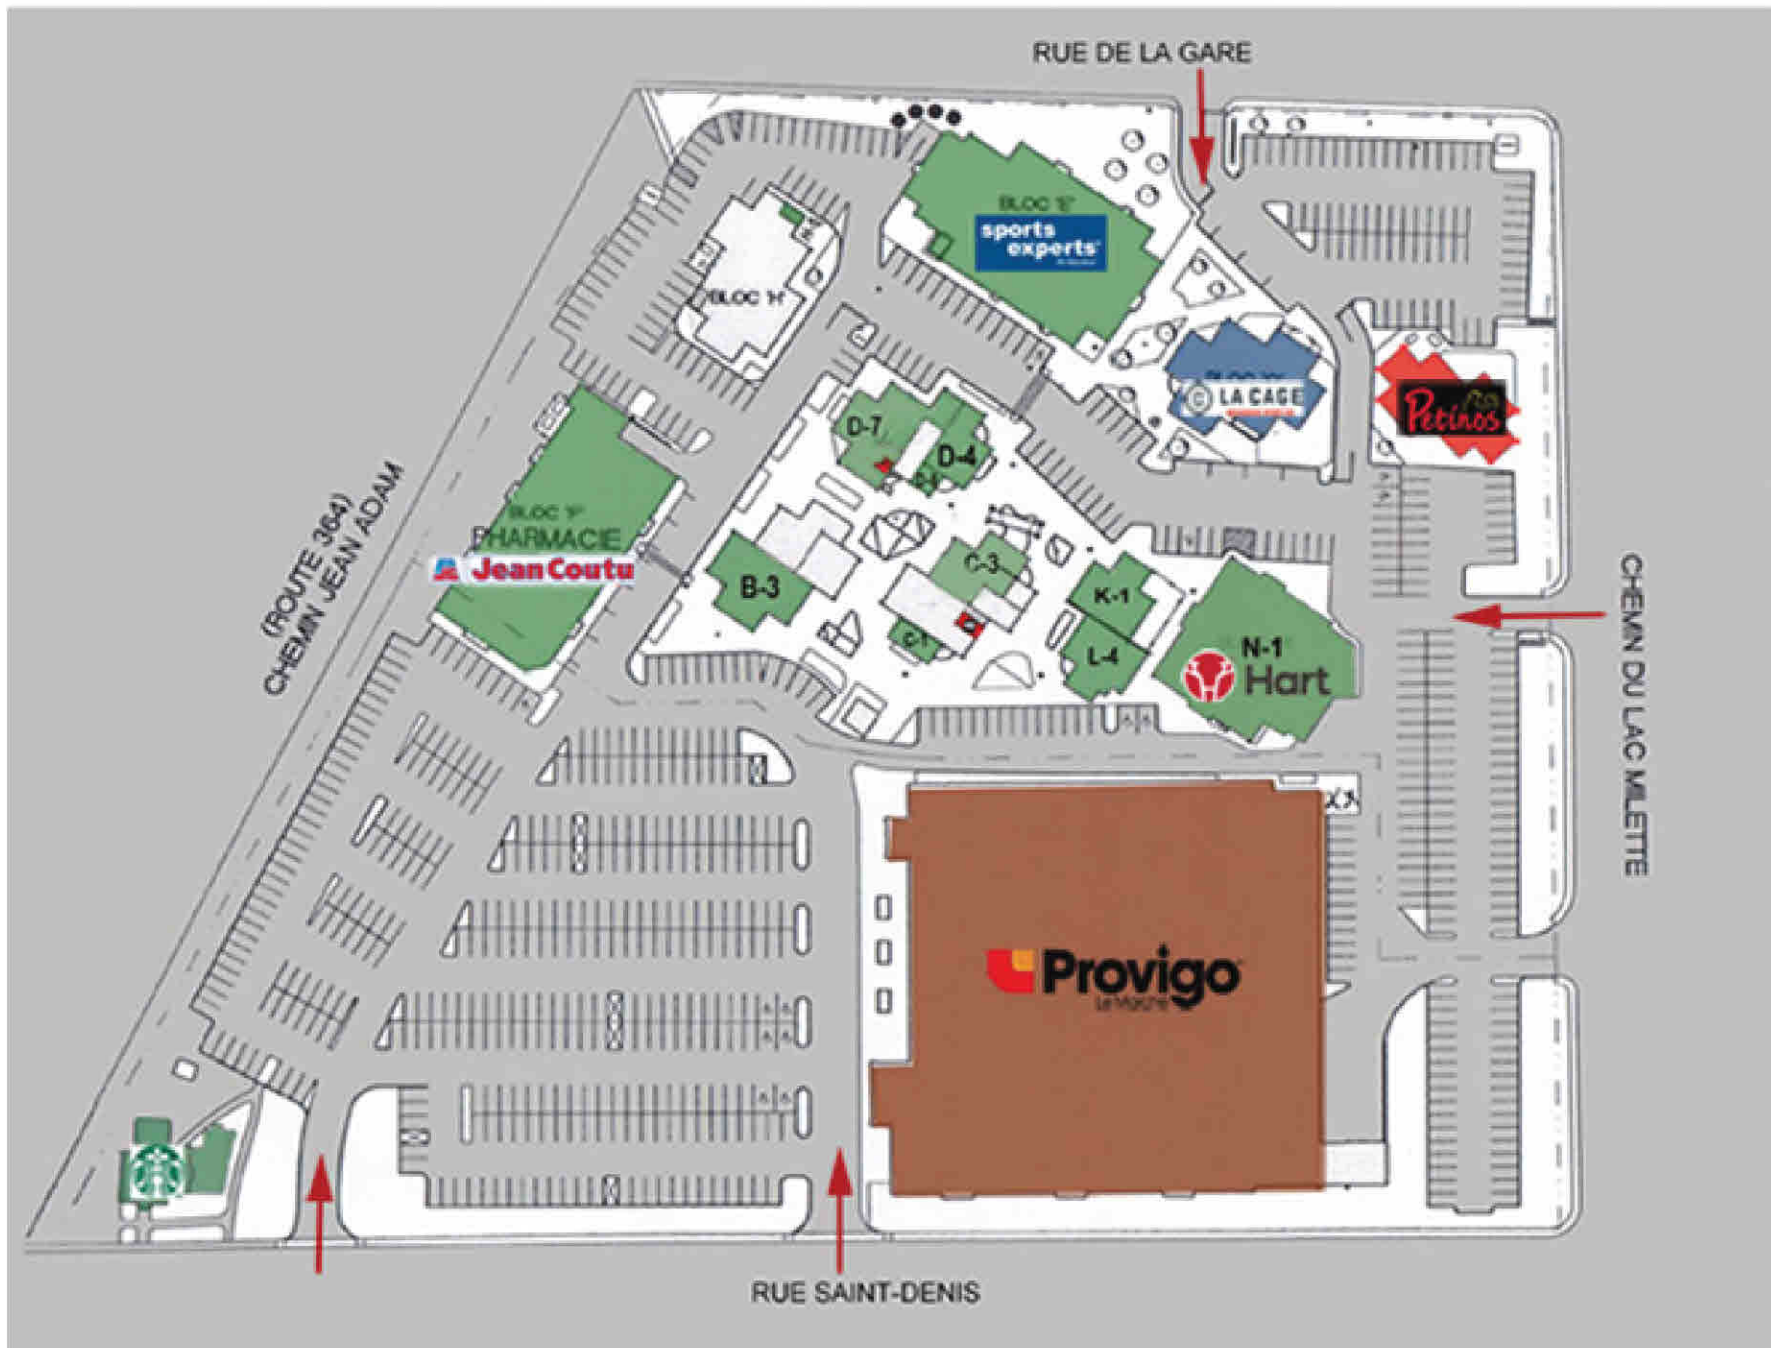 RUE DE LA GARE
BLOC 'E'
sports
experts
BLOC 'H'
LA CAGE
Petinos
D-7
D-4
BLOC 'F'
PHARMACIE
Jean Coutu
(ROUTE 364)
CHEMIN JEAN ADAM
B-3
C-3
C-1
K-1
L-4
N-1
Hart
CHEMIN DU LAC MILETTE
Provigo
Le Marché
RUE SAINT-DENIS